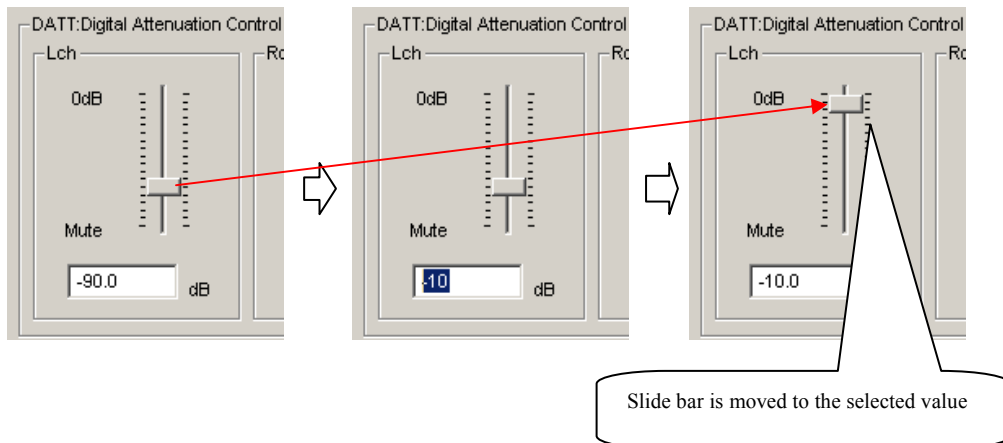 DATT:Digital Attenuation Control
Lch
0dB
Mute
-90.0
dB
DATT:Digital Attenuation Control
Lch
0dB
Mute
-10
dB
DATT:Digital Attenuation Control
Lch
0dB
Mute
-10.0
Slide bar is moved to the selected value